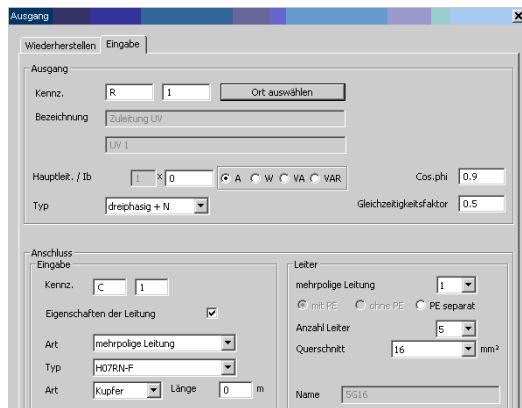 Ausgang
Wiederherstellen Eingabe
Ausgang
Kennz. R 1 Ort auswählen
Bezeichnung Zuleitung UV
UV 1
Hauptleit. / Ib 1 x 0 A W VA VAR Cos.phi 0.9
Typ dreiphasig + N Gleichzeitigkeitsfaktor 0.5
Anschluss
Eingabe
Kennz. C 1
Eigenschaften der Leitung
Art mehrpolige Leitung
Typ H07RN-F
Art Kupfer Länge 0 m
Leiter
mehrpolige Leitung 1
mit PE ohne PE PE separat
Anzahl Leiter 5
Querschnitt 16 mm²
Name 5G16